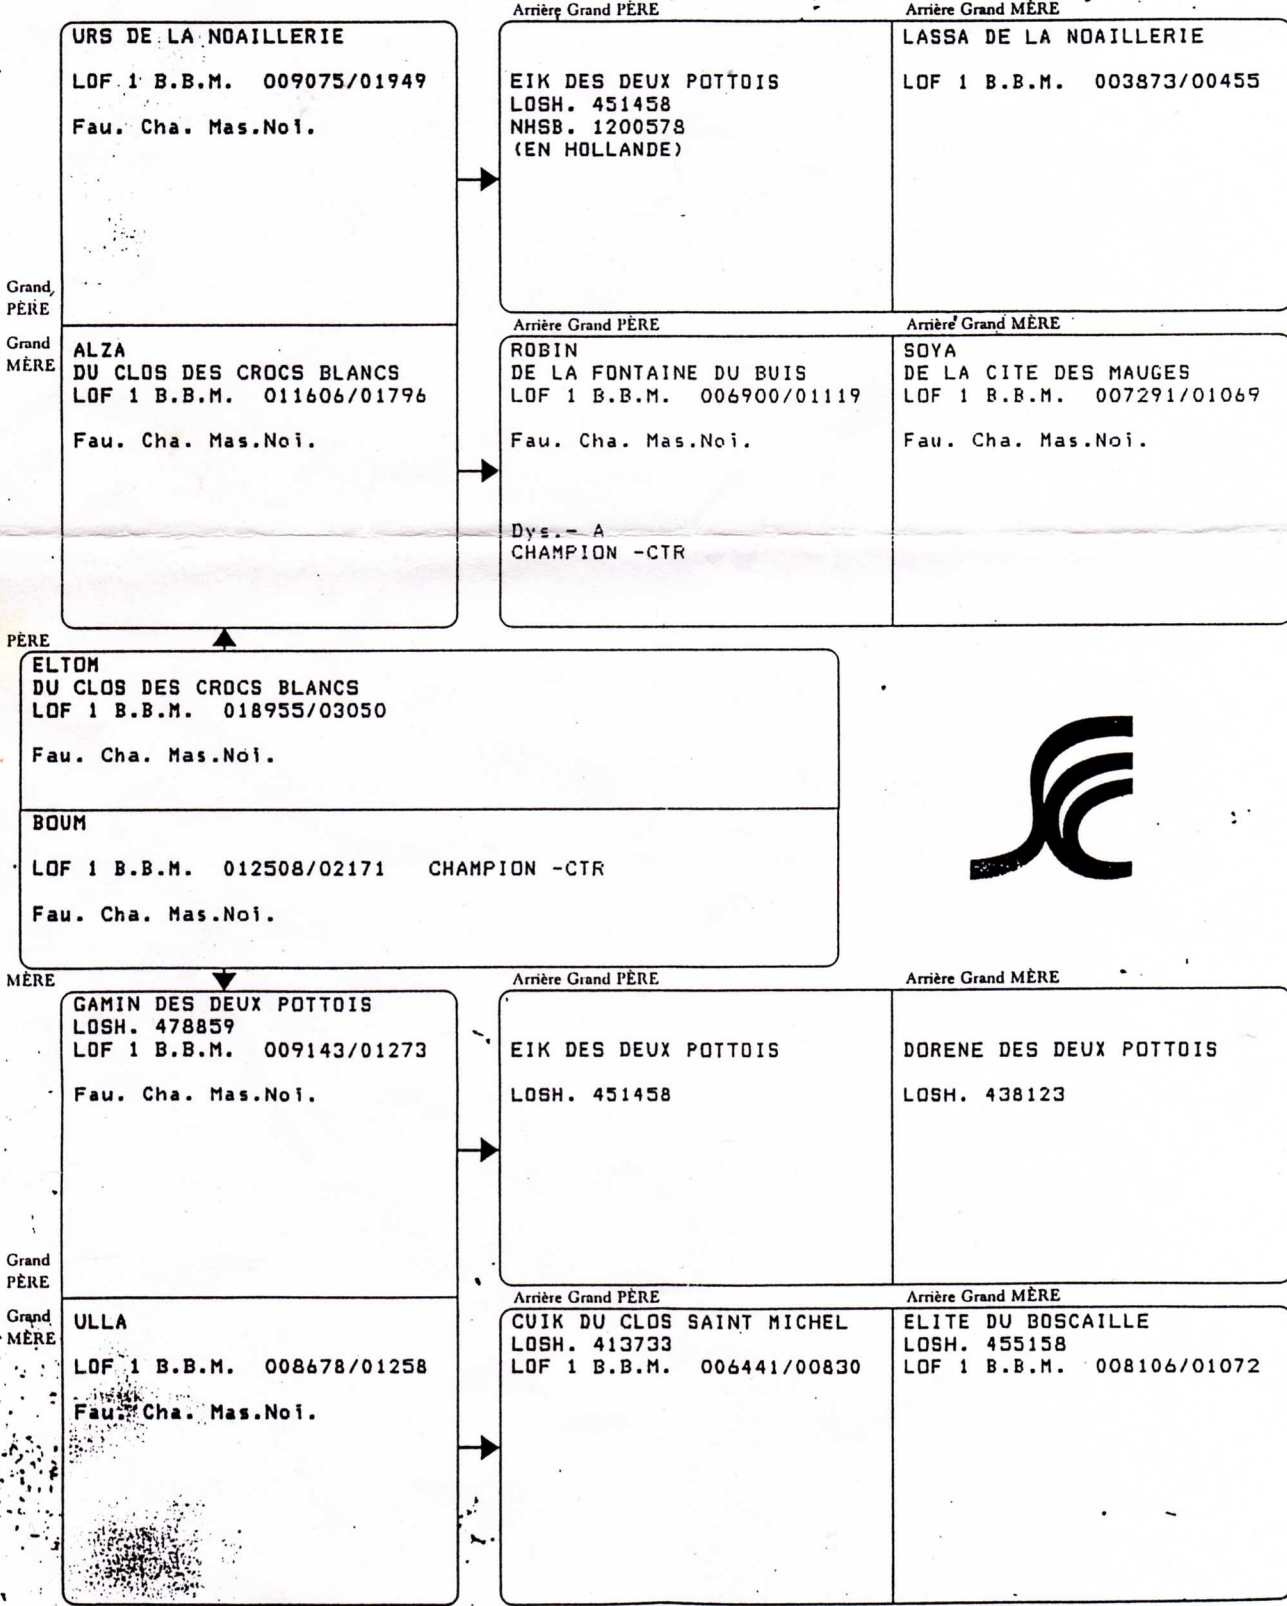 Arrière Grand PÈRE
Arrière Grand MÈRE
URS DE LA NOAILLERIE
LOF 1 B.B.M. 009075/01949
Fau. Cha. Mas.Noi.
EIK DES DEUX POTTOIS
LOSH. 451458
NHSB. 1200578
(EN HOLLANDE)
LASSA DE LA NOAILLERIE
LOF 1 B.B.M. 003873/00455
Grand
PÈRE
Grand
MÈRE
ALZA
DU CLOS DES CROCS BLANCS
LOF 1 B.B.M. 011606/01796
Fau. Cha. Mas.Noi.
Arrière Grand PÈRE
ROBIN
DE LA FONTAINE DU BUIS
LOF 1 B.B.M. 006900/01119
Fau. Cha. Mas.Noi.
Dys.- A
CHAMPION -CTR
Arrière Grand MÈRE
SOYA
DE LA CITE DES MAUGES
LOF 1 B.B.M. 007291/01069
Fau. Cha. Mas.Noi.
PÈRE
ELTOM
DU CLOS DES CROCS BLANCS
LOF 1 B.B.M. 018955/03050
Fau. Cha. Mas.Noi.
BOUM
LOF 1 B.B.M. 012508/02171 CHAMPION -CTR
Fau. Cha. Mas.Noi.
MÈRE
GAMIN DES DEUX POTTOIS
LOSH. 478859
LOF 1 B.B.M. 009143/01273
Fau. Cha. Mas.Noi.
Arrière Grand PÈRE
EIK DES DEUX POTTOIS
LOSH. 451458
Arrière Grand MÈRE
DORENE DES DEUX POTTOIS
LOSH. 438123
Grand
PÈRE
Grand
MÈRE
ULLA
LOF 1 B.B.M. 008678/01258
Fau. Cha. Mas.Noi.
Arrière Grand PÈRE
CUIK DU CLOS SAINT MICHEL
LOSH. 413733
LOF 1 B.B.M. 006441/00830
Arrière Grand MÈRE
ELITE DU BOSCAILLE
LOSH. 455158
LOF 1 B.B.M. 008106/01072